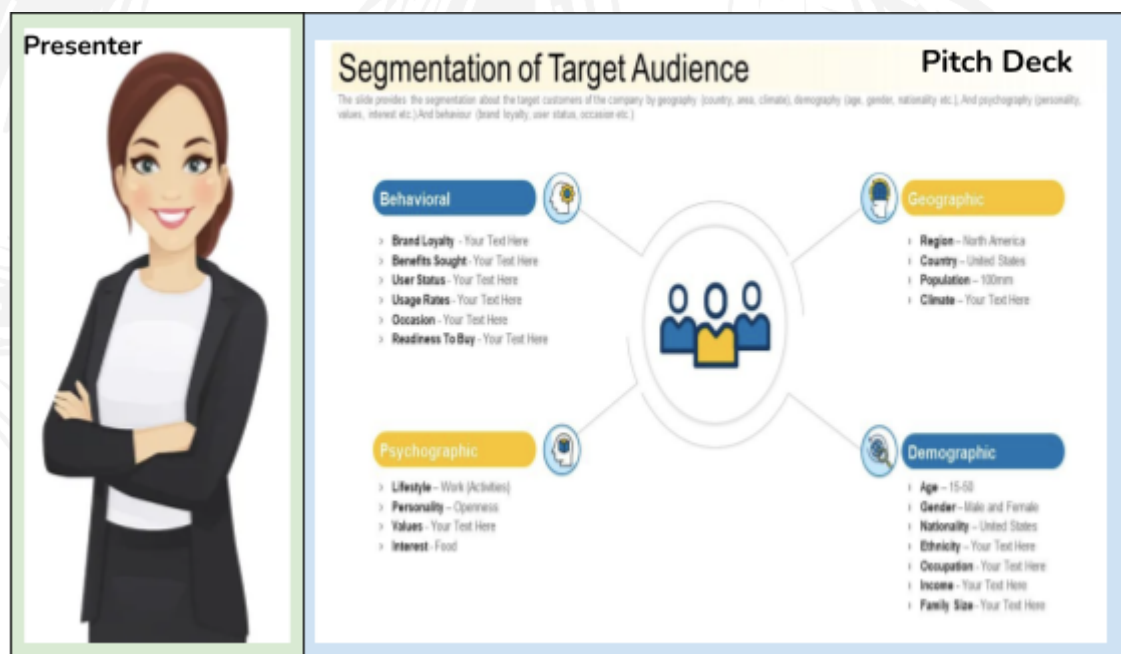 Presenter
Segmentation of Target Audience
Pitch Deck
The slide provides the segmentation about the target customers of the company by geography (country, area, climate), demography (age, gender, nationality etc.), And psychography (personality,
values, interest etc.) And behaviour (brand loyalty, user status, occasion etc.)
Behavioral
› Brand Loyalty - Your Text Here
› Benefits Sought - Your Text Here
› User Status - Your Text Here
› Usage Rates - Your Text Here
› Occasion - Your Text Here
› Readiness To Buy - Your Text Here
Geographic
› Region – North America
› Country – United States
› Population – 100mm
› Climate – Your Text Here
Psychographic
› Lifestyle – Work (Activities)
› Personality – Openness
› Values - Your Text Here
› Interest - Food
Demographic
› Age – 15-50
› Gender – Male and Female
› Nationality – United States
› Ethnicity – Your Text Here
› Occupation - Your Text Here
› Income - Your Text Here
› Family Size - Your Text Here